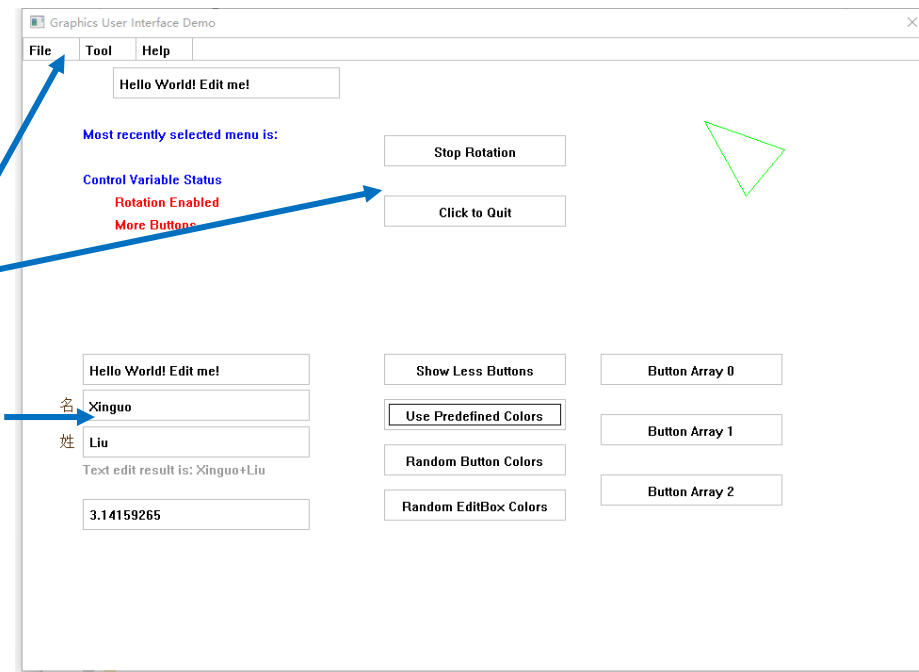 Graphics User Interface Demo
File Tool Help
Hello World! Edit me!
Most recently selected menu is:
Stop Rotation
Control Variable Status
Rotation Enabled
Click to Quit
More Buttons
Hello World! Edit me!
Show Less Buttons
Button Array 0
名 Xinguo
Use Predefined Colors
Button Array 1
姓 Liu
Text edit result is: Xinguo+Liu
Random Button Colors
Button Array 2
3.14159265
Random EditBox Colors